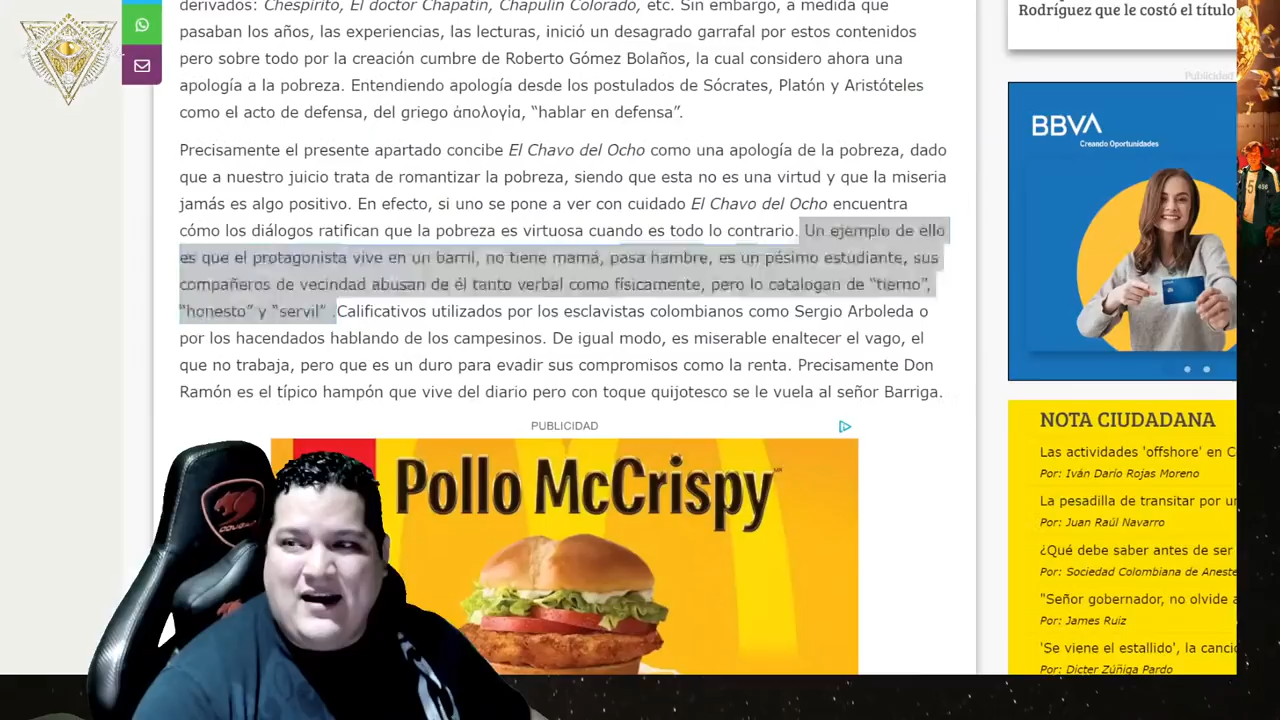 derivados: Chespirito, El doctor Chapatín, Chapulín Colorado, etc. Sin embargo, a medida que
pasaban los años, las experiencias, las lecturas, inició un desagrado garrafal por estos contenidos
pero sobre todo por la creación cumbre de Roberto Gómez Bolaños, la cual considero ahora una
apología a la pobreza. Entendiendo apología desde los postulados de Sócrates, Platón y Aristóteles
como el acto de defensa, del griego ἀπολογία, “hablar en defensa”.
Precisamente el presente apartado concibe El Chavo del Ocho como una apología de la pobreza, dado
que a nuestro juicio trata de romantizar la pobreza, siendo que esta no es una virtud y que la miseria
jamás es algo positivo. En efecto, si uno se pone a ver con cuidado El Chavo del Ocho encuentra
cómo los diálogos ratifican que la pobreza es virtuosa cuando es todo lo contrario. Un ejemplo de ello
es que el protagonista vive en un barril, no tiene mamá, pasa hambre, es un pésimo estudiante, sus
compañeros de vecindad abusan de él tanto verbal como físicamente, pero lo catalogan de “tierno”,
“honesto” y “servil” .Calificativos utilizados por los esclavistas colombianos como Sergio Arboleda o
por los hacendados hablando de los campesinos. De igual modo, es miserable enaltecer el vago, el
que no trabaja, pero que es un duro para evadir sus compromisos como la renta. Precisamente Don
Ramón es el típico hampón que vive del diario pero con toque quijotesco se le vuela al señor Barriga.
PUBLICIDAD
Pollo McCrispy
COUGAR
Rodríguez que le costó el título
Publicidad
BBVA
Creando Oportunidades
5
NOTA CIUDADANA
Las actividades 'offshore' en C
Por: Iván Darío Rojas Moreno
La pesadilla de transitar por un
Por: Juan Raúl Navarro
¿Qué debe saber antes de ser
Por: Sociedad Colombiana de Aneste
"Señor gobernador, no olvide a
Por: James Ruiz
'Se viene el estallido', la canci
Por: Dicter Zúñiga Pardo